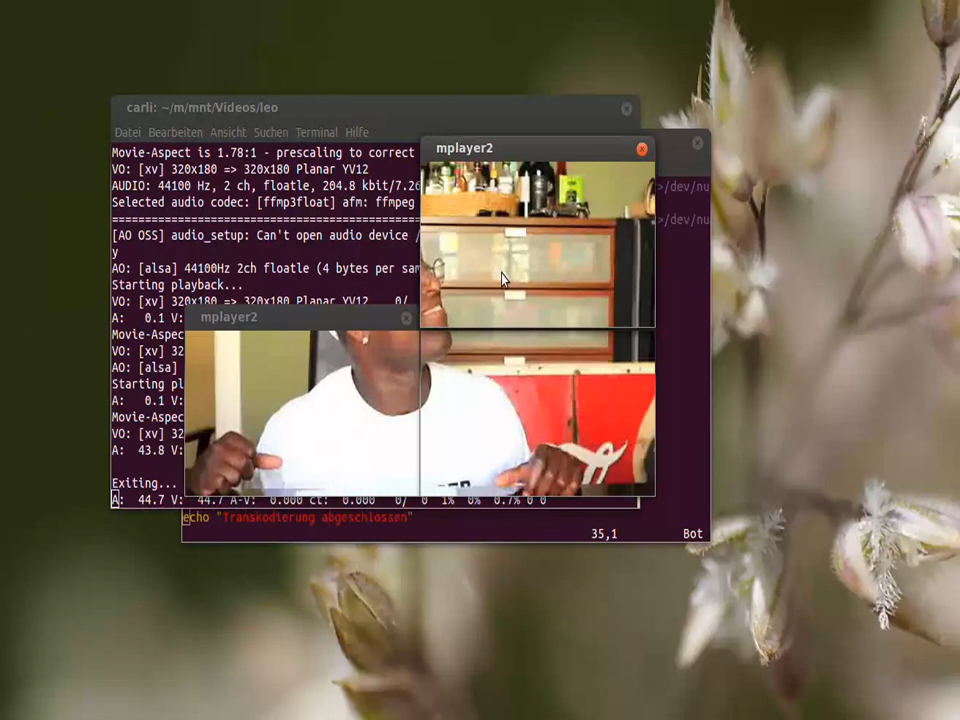 carli: ~/m/mnt/Videos/leo
Datei Bearbeiten Ansicht Suchen Terminal Hilfe
Movie-Aspect is 1.78:1 - prescaling to correct
VO: [xv] 320x180 => 320x180 Planar YV12
AUDIO: 44100 Hz, 2 ch, floatle, 204.8 kbit/7.26
Selected audio codec: [ffmp3float] afm: ffmpeg
==========================================
[AO OSS] audio_setup: Can't open audio device /
y
AO: [alsa] 44100Hz 2ch floatle (4 bytes per sam
Starting playback...
VO: [xv] 320x180 => 320x180 Planar YV12 0/
A: 0.1 V:
Movie-Aspec
VO: [xv] 32
AO: [alsa]
Starting pl
A: 0.1 V:
Movie-Aspec
VO: [xv] 32
A: 43.8 V:
Exiting...
A: 44.7 V: 44.7 A-V: 0.000 ct: 0.000 0/ 0 1% 0% 0.7% 0 0
mplayer2
mplayer2
>/dev/nu
>/dev/nu
echo "Transkodierung abgeschlossen"
35,1 Bot